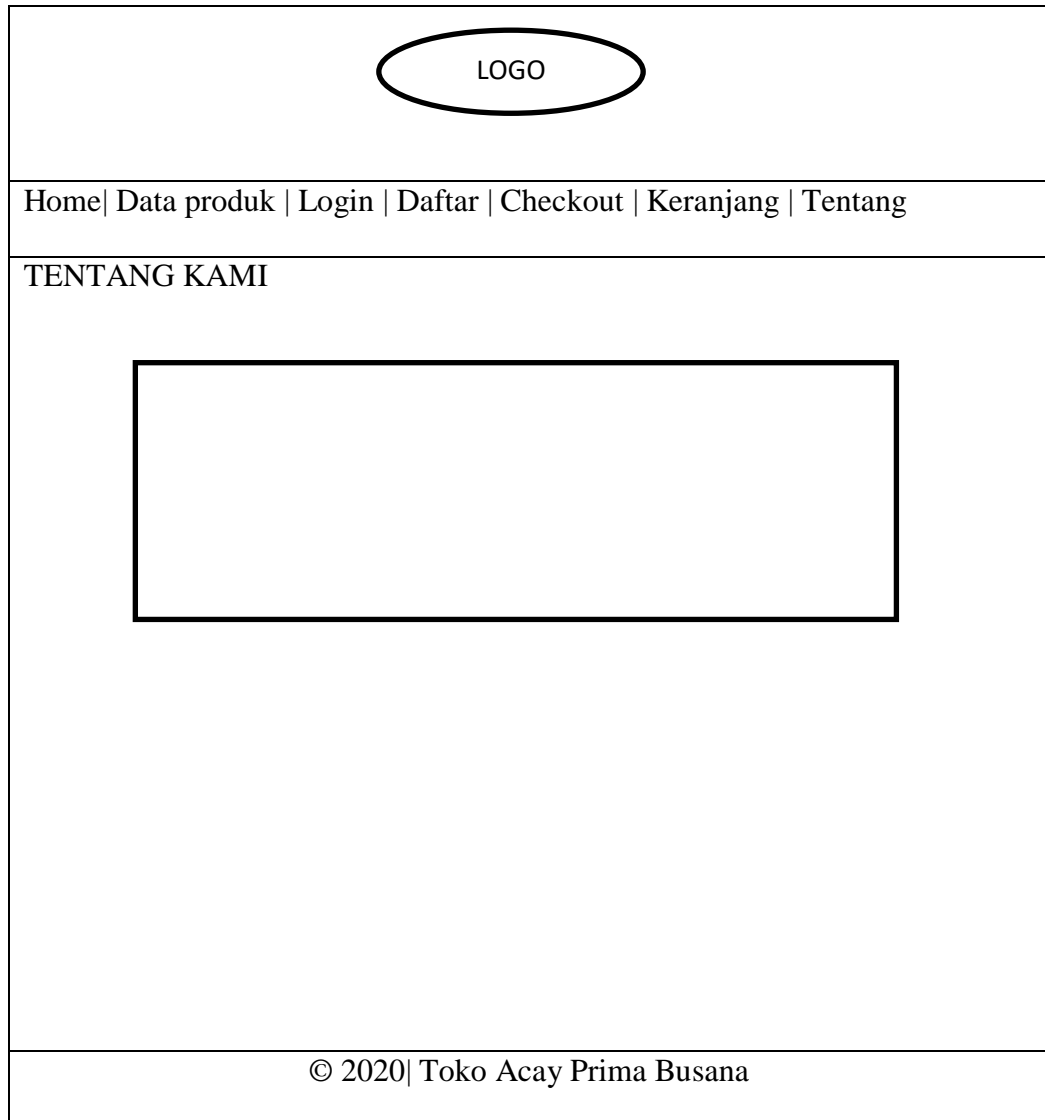 LOGO
Home| Data produk | Login | Daftar | Checkout | Keranjang | Tentang
TENTANG KAMI
© 2020| Toko Acay Prima Busana